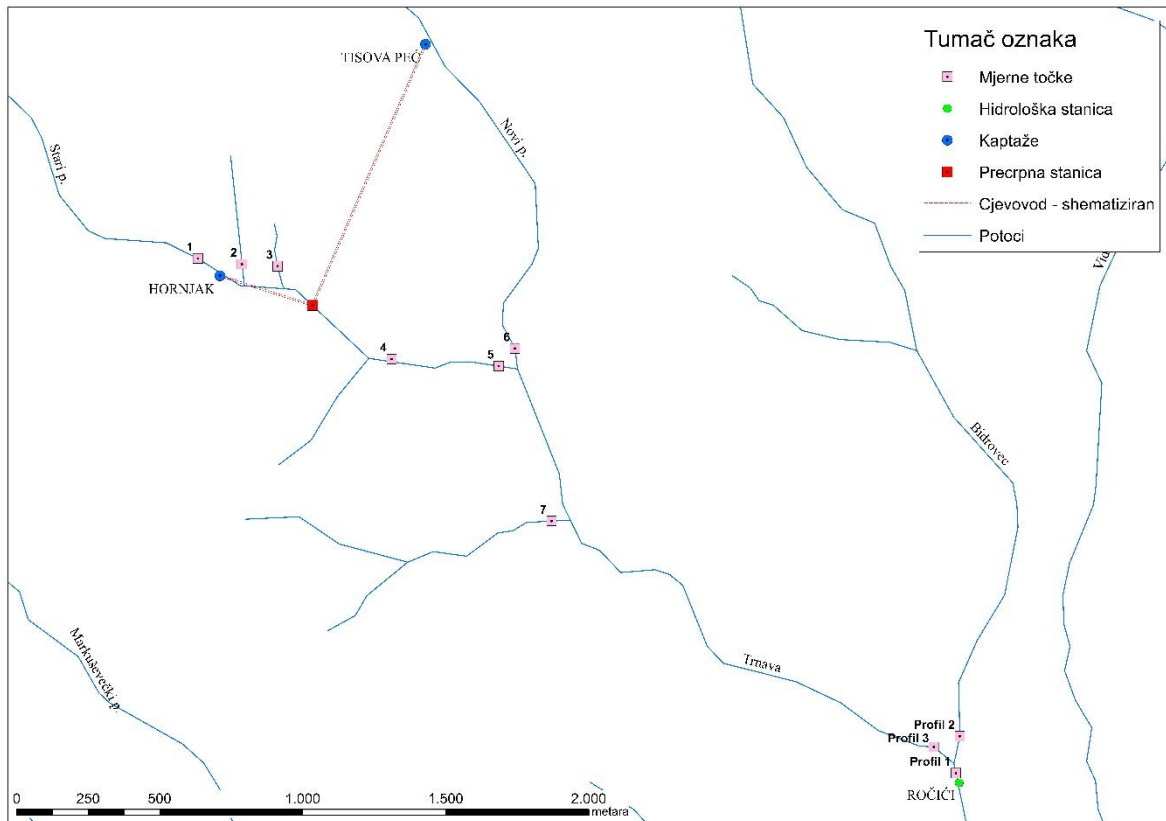 Tumač oznaka
Mjerne točke
Hidrološka stanica
Kaptaže
Precrpna stanica
Cjevovod - shematiziran
Potoci
TISOVA PEĆ
Novi p.
Stari p.
1
2
3
HORNJAK
4
5
6
7
Bidrovec
Markuševečki p.
Trnava
Profil 2
Profil 3
Profil 1
ROČIĆI
0 250 500 1.000 1.500 2.000
metara